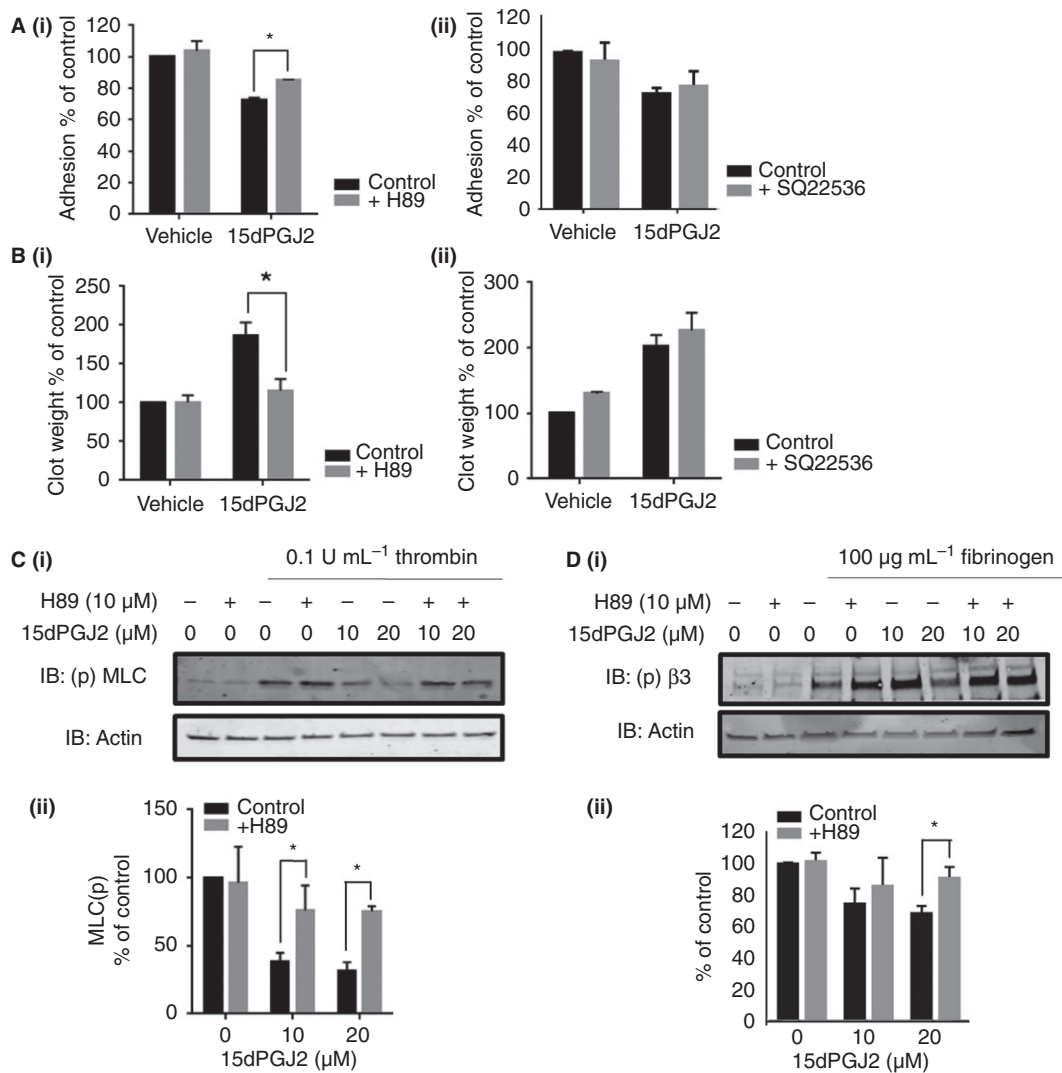 A (i)
Adhesion % of control
120
100
80
60
40
20
0
*
Vehicle
15dPGJ2
Control
+ H89
(ii)
Adhesion % of control
120
100
80
60
40
20
0
Vehicle
15dPGJ2
Control
+ SQ22536
B (i)
Clot weight % of control
250
200
150
100
50
0
*
Vehicle
15dPGJ2
Control
+ H89
(ii)
Clot weight % of control
300
200
100
0
Vehicle
15dPGJ2
Control
+ SQ22536
C (i)
0.1 U mL⁻¹ thrombin
H89 (10 µM) – + – + – – + +
15dPGJ2 (µM) 0 0 0 0 10 20 10 20
IB: (p) MLC
IB: Actin
(ii)
MLC(p)
% of control
150
100
50
0
Control
+H89
*
*
0 10 20
15dPGJ2 (µM)
D (i)
100 µg mL⁻¹ fibrinogen
H89 (10 µM) – + – + – – + +
15dPGJ2 (µM) 0 0 0 0 10 20 10 20
IB: (p) β3
IB: Actin
(ii)
% of control
120
100
80
60
40
20
0
Control
+H89
*
0 10 20
15dPGJ2 (µM)